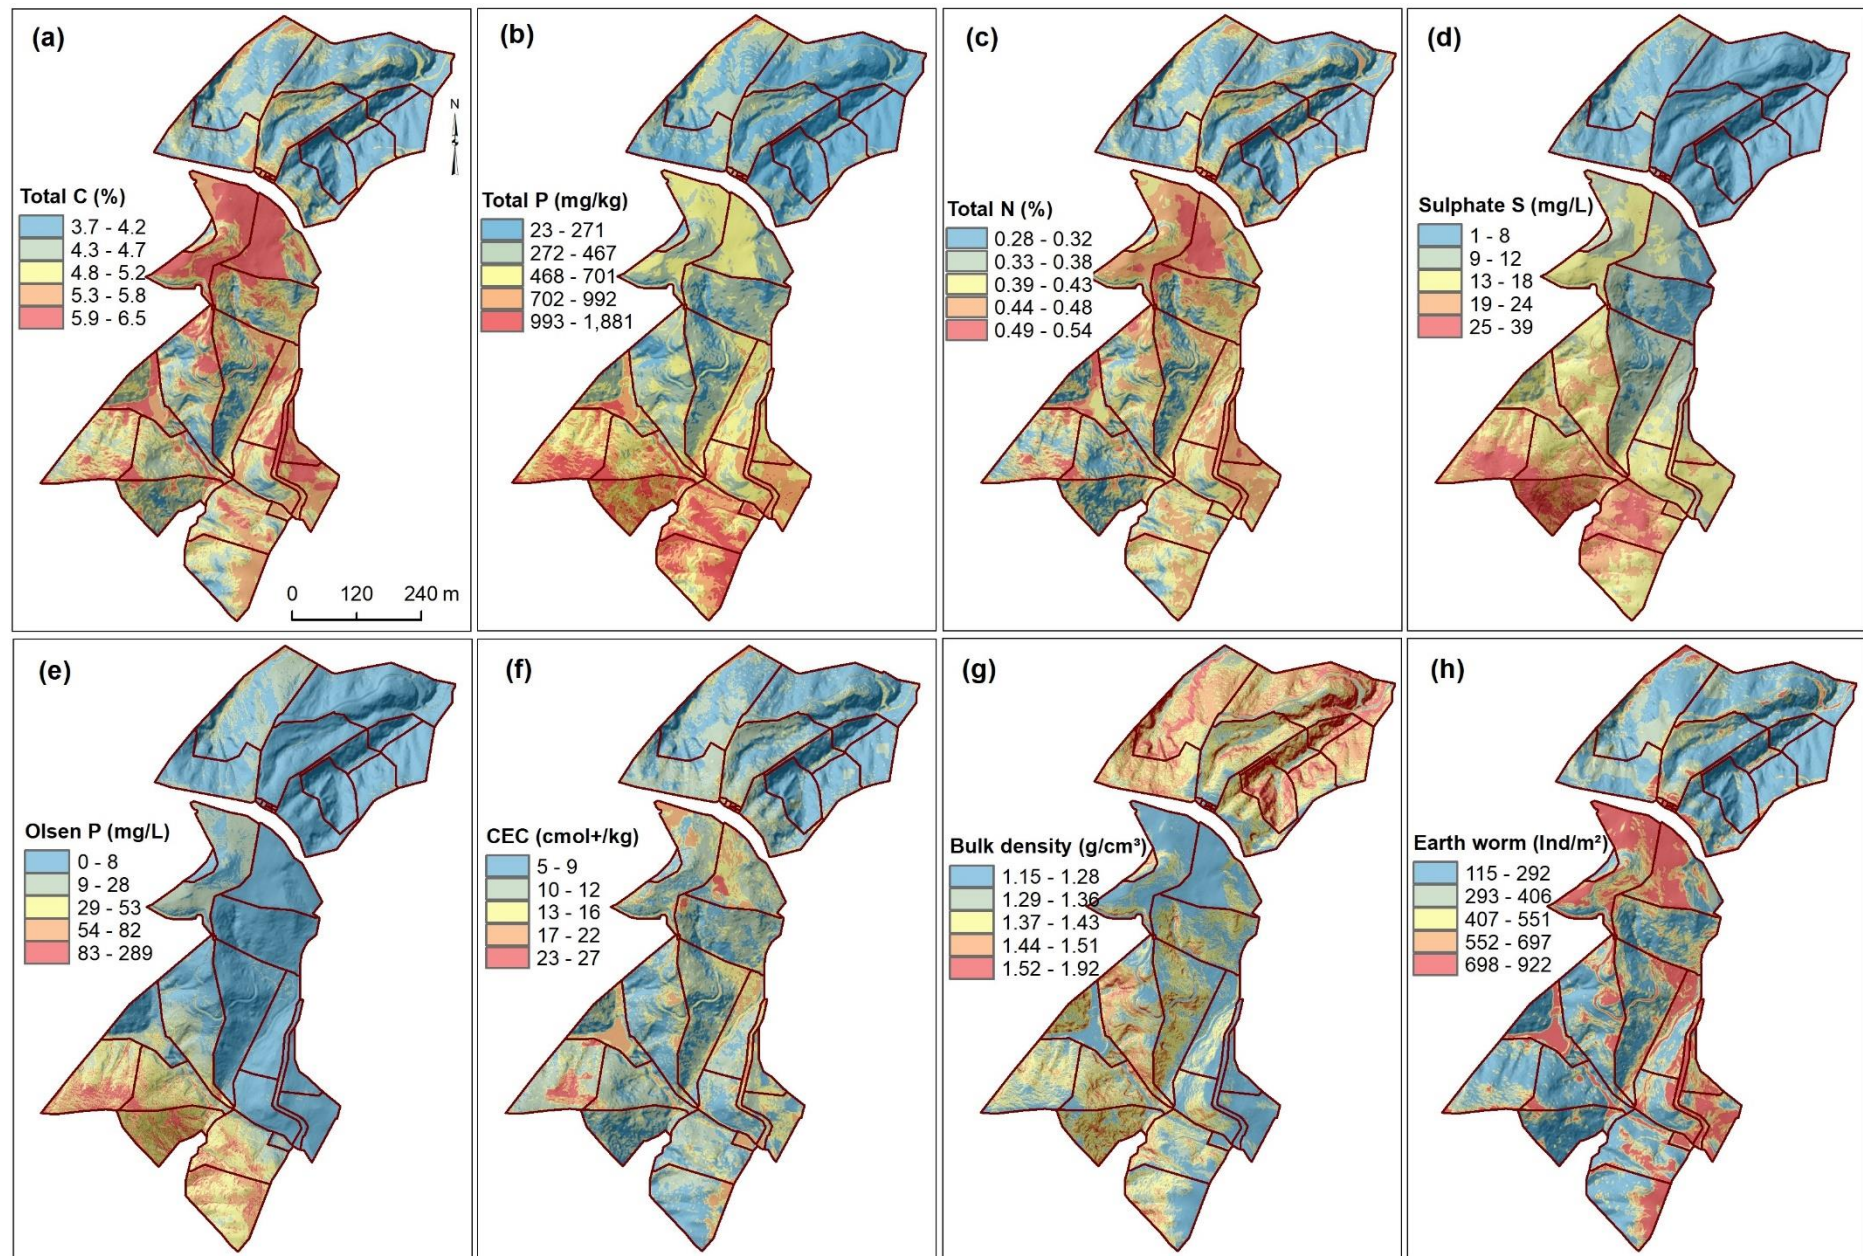 (a)
N
Total C (%)
3.7 - 4.2
4.3 - 4.7
4.8 - 5.2
5.3 - 5.8
5.9 - 6.5
0 120 240 m
(b)
Total P (mg/kg)
23 - 271
272 - 467
468 - 701
702 - 992
993 - 1,881
(c)
Total N (%)
0.28 - 0.32
0.33 - 0.38
0.39 - 0.43
0.44 - 0.48
0.49 - 0.54
(d)
Sulphate S (mg/L)
1 - 8
9 - 12
13 - 18
19 - 24
25 - 39
(e)
Olsen P (mg/L)
0 - 8
9 - 28
29 - 53
54 - 82
83 - 289
(f)
CEC (cmol+/kg)
5 - 9
10 - 12
13 - 16
17 - 22
23 - 27
(g)
Bulk density (g/cm³)
1.15 - 1.28
1.29 - 1.36
1.37 - 1.43
1.44 - 1.51
1.52 - 1.92
(h)
Earth worm (Ind/m²)
115 - 292
293 - 406
407 - 551
552 - 697
698 - 922